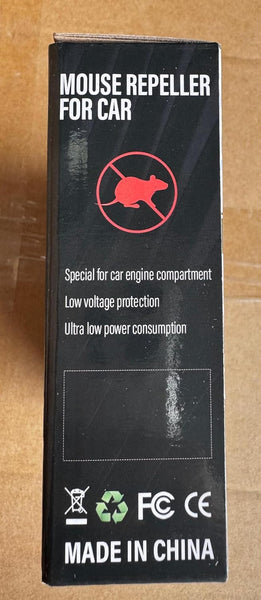 MOUSE REPELLER
FOR CAR
Special for car engine compartment
Low voltage protection
Ultra low power consumption
FC CE
MADE IN CHINA